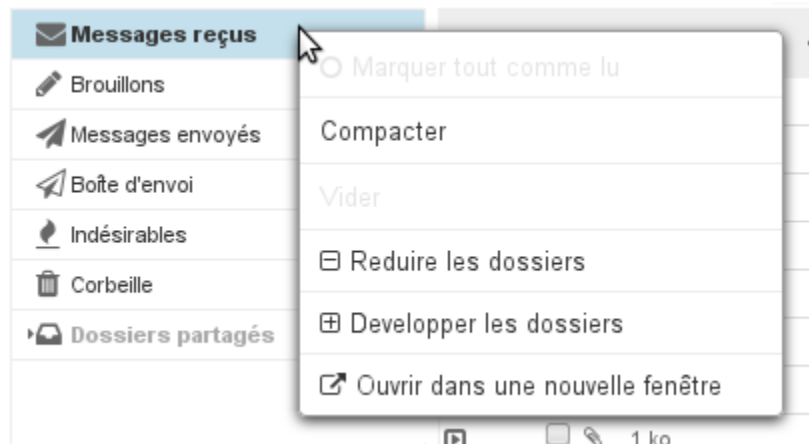 Messages reçus
Brouillons
Messages envoyés
Boîte d'envoi
Indésirables
Corbeille
Dossiers partagés
Marquer tout comme lu
Compacter
Vider
Reduire les dossiers
Developper les dossiers
Ouvrir dans une nouvelle fenêtre
1 ko